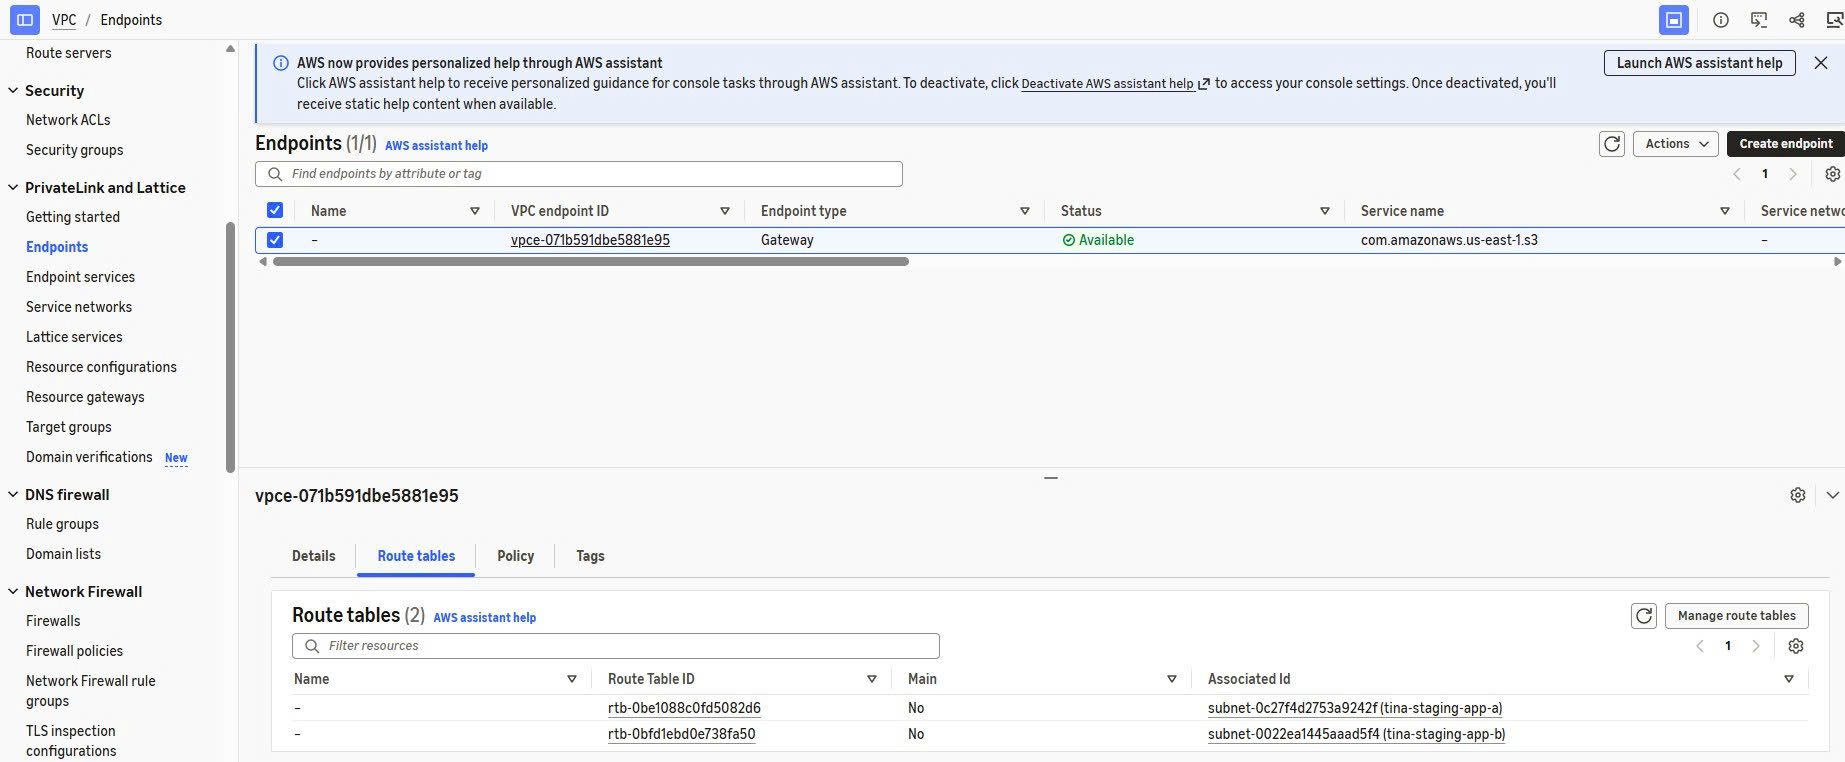 VPC / Endpoints
Route servers
Security
Network ACLs
Security groups
PrivateLink and Lattice
Getting started
Endpoints
Endpoint services
Service networks
Lattice services
Resource configurations
Resource gateways
Target groups
Domain verifications New
DNS firewall
Rule groups
Domain lists
Network Firewall
Firewalls
Firewall policies
Network Firewall rule
groups
TLS inspection
configurations
AWS now provides personalized help through AWS assistant
Click AWS assistant help to receive personalized guidance for console tasks through AWS assistant. To deactivate, click Deactivate AWS assistant help to access your console settings. Once deactivated, you'll
receive static help content when available.
Launch AWS assistant help
Endpoints (1/1) AWS assistant help
Actions
Create endpoint
Find endpoints by attribute or tag
1
Name VPC endpoint ID Endpoint type Status Service name Service netwo
– vpce-071b591dbe5881e95 Gateway Available com.amazonaws.us-east-1.s3 –
vpce-071b591dbe5881e95
Details Route tables Policy Tags
Route tables (2) AWS assistant help
Manage route tables
Filter resources
1
Name Route Table ID Main Associated Id
– rtb-0be1088c0fd5082d6 No subnet-0c27f4d2753a9242f (tina-staging-app-a)
– rtb-0bfd1ebd0e738fa50 No subnet-0022ea1445aaad5f4 (tina-staging-app-b)